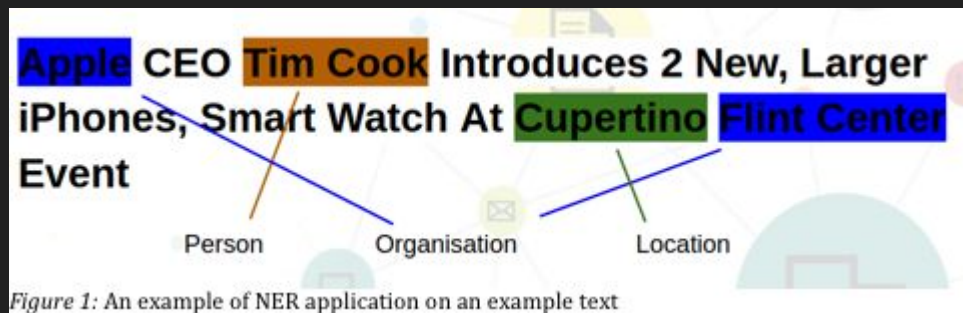 Apple CEO Tim Cook Introduces 2 New, Larger
iPhones, Smart Watch At Cupertino Flint Center
Event
Person Organisation Location
Figure 1: An example of NER application on an example text